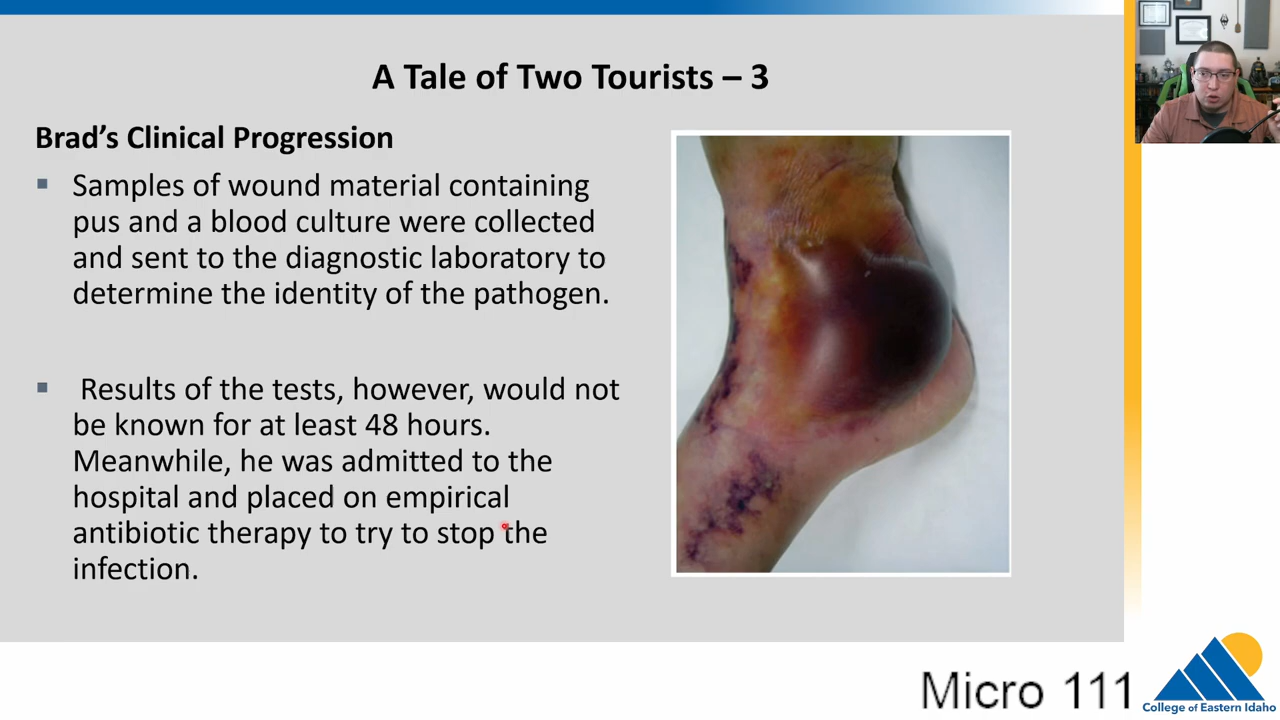 A Tale of Two Tourists – 3
Brad’s Clinical Progression
▪ Samples of wound material containing
pus and a blood culture were collected
and sent to the diagnostic laboratory to
determine the identity of the pathogen.
▪ Results of the tests, however, would not
be known for at least 48 hours.
Meanwhile, he was admitted to the
hospital and placed on empirical
antibiotic therapy to try to stop the
infection.
Micro 111
College of Eastern Idaho